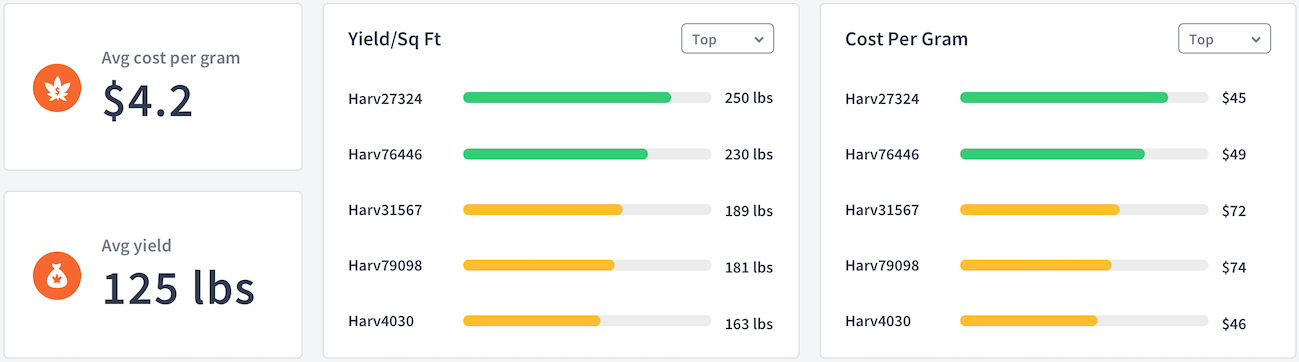 Avg cost per gram
$4.2
Avg yield
125 lbs
Yield/Sq Ft
Top
Harv27324
250 lbs
Harv76446
230 lbs
Harv31567
189 lbs
Harv79098
181 lbs
Harv4030
163 lbs
Cost Per Gram
Top
Harv27324
$45
Harv76446
$49
Harv31567
$72
Harv79098
$74
Harv4030
$46